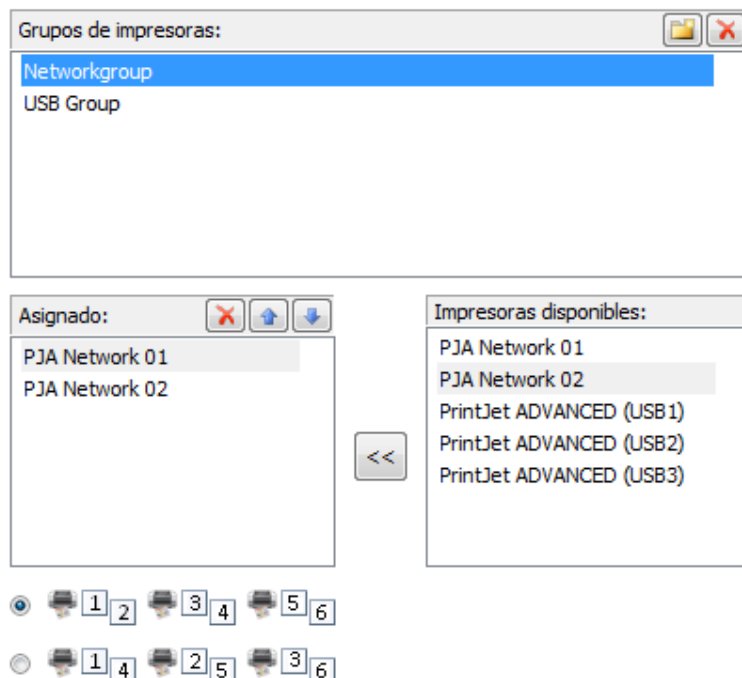 Grupos de impresoras:
Networkgroup
USB Group
Asignado:
PJA Network 01
PJA Network 02
<<
Impresoras disponibles:
PJA Network 01
PJA Network 02
PrintJet ADVANCED (USB1)
PrintJet ADVANCED (USB2)
PrintJet ADVANCED (USB3)
1 2 3 4 5 6
1 4 2 5 3 6